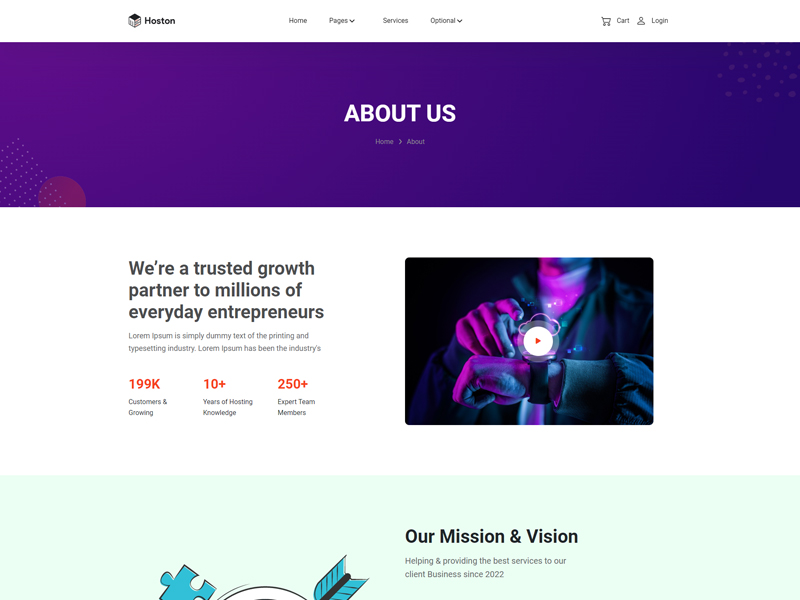 Hoston
Home Pages Services Optional Cart Login
ABOUT US
Home About
We’re a trusted growth
partner to millions of
everyday entrepreneurs
Lorem Ipsum is simply dummy text of the printing and
typesetting industry. Lorem Ipsum has been the industry's
199K
Customers &
Growing
10+
Years of Hosting
Knowledge
250+
Expert Team
Members
Our Mission & Vision
Helping & providing the best services to our
client Business since 2022